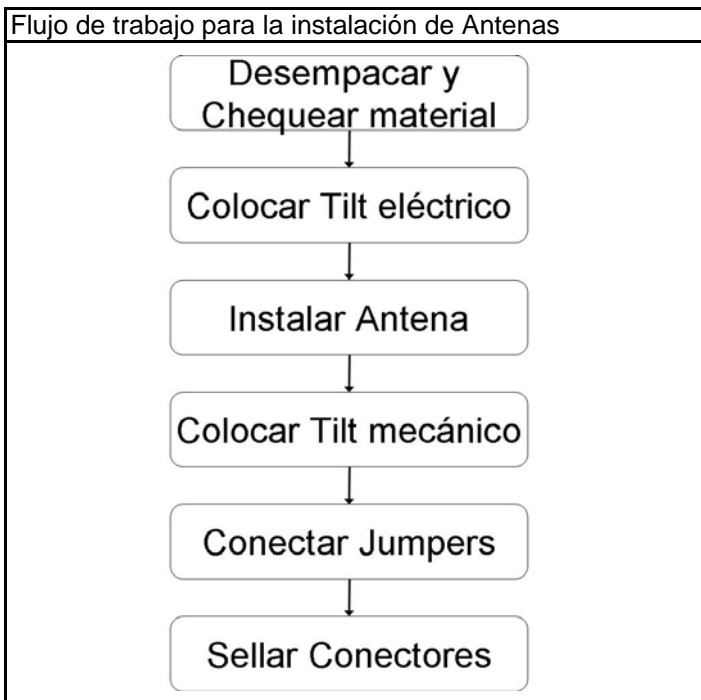 Flujo de trabajo para la instalación de Antenas
Desempacar y
Chequear material
Colocar Tilt eléctrico
Instalar Antena
Colocar Tilt mecánico
Conectar Jumpers
Sellar Conectores